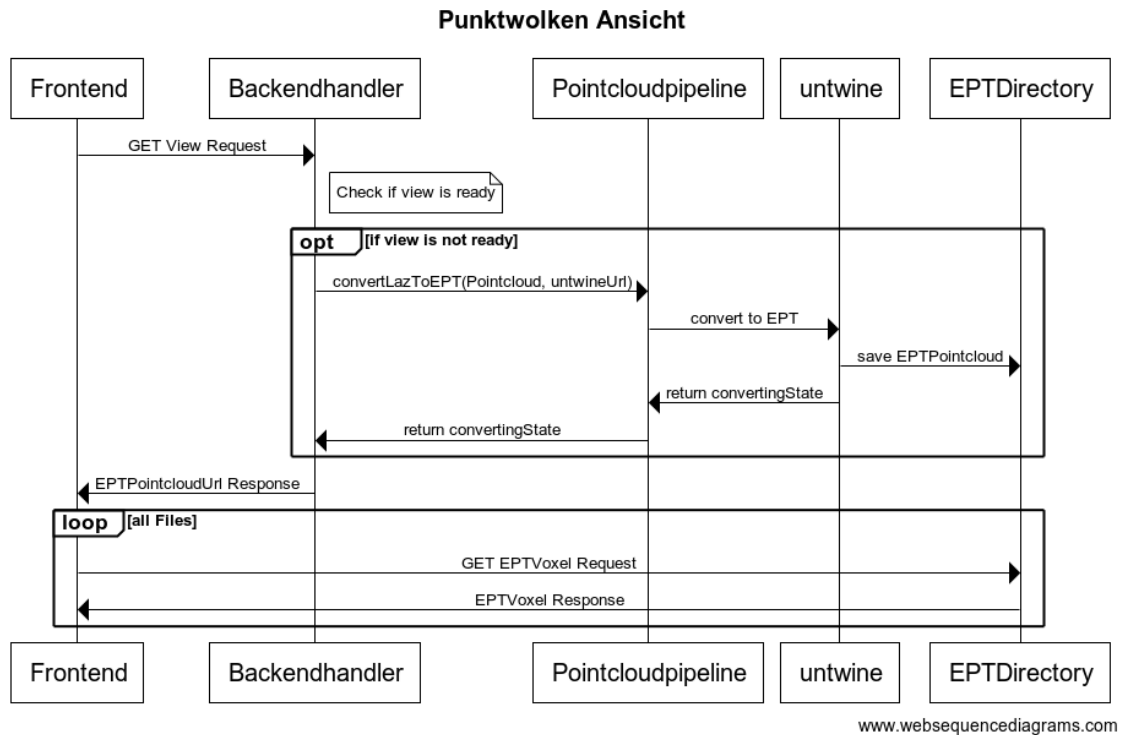 Punktwolken Ansicht
Frontend
Backendhandler
Pointcloudpipeline
untwine
EPTDirectory
GET View Request
Check if view is ready
opt
[if view is not ready]
convertLazToEPT(Pointcloud, untwineUrl)
convert to EPT
save EPTPointcloud
return convertingState
return convertingState
EPTPointcloudUrl Response
loop
[all Files]
GET EPTVoxel Request
EPTVoxel Response
Frontend
Backendhandler
Pointcloudpipeline
untwine
EPTDirectory
www.websequencediagrams.com